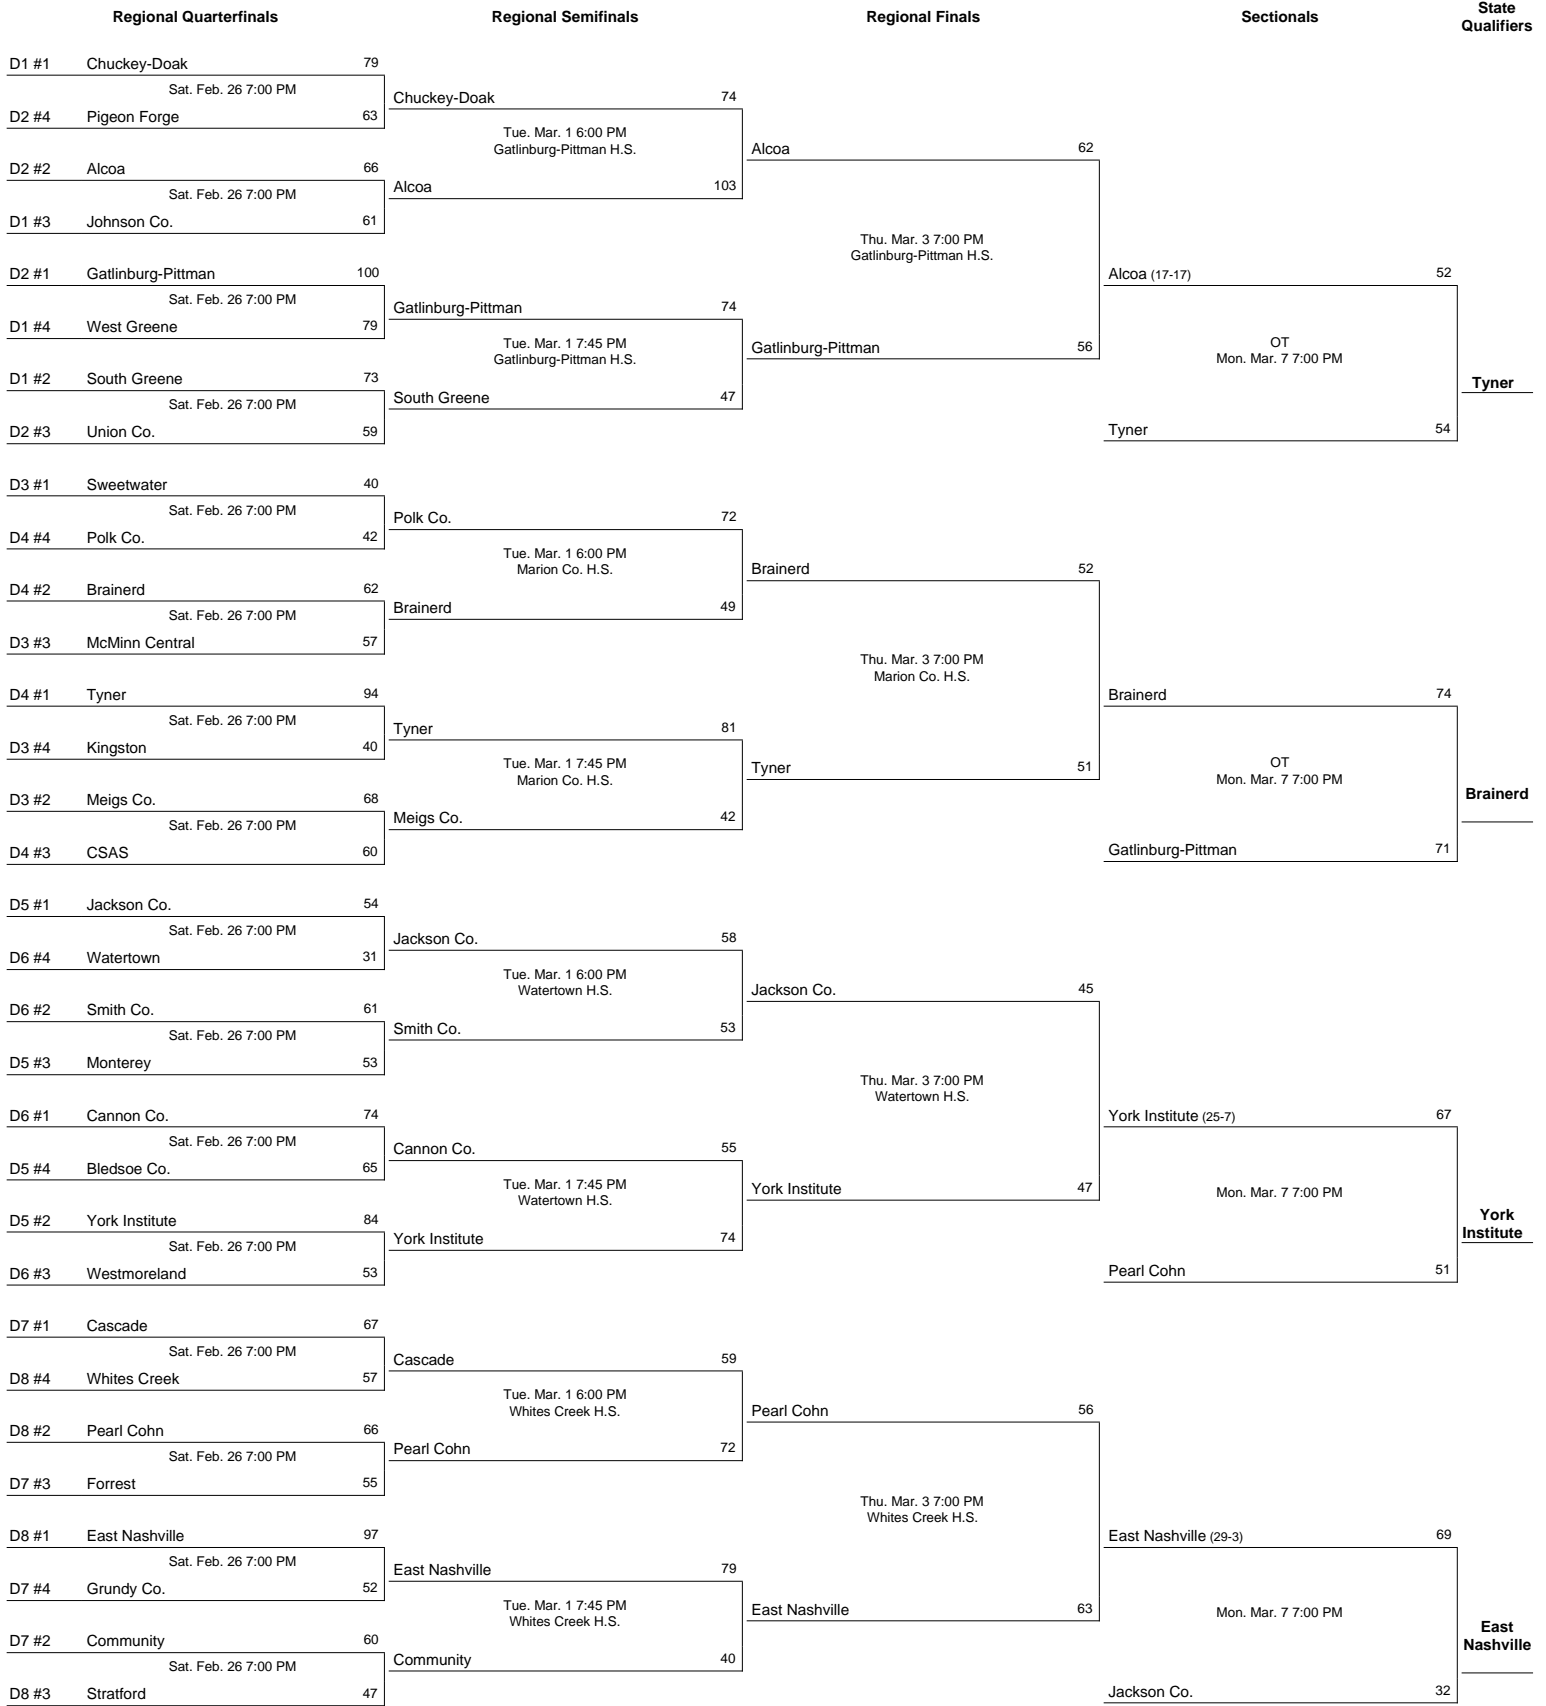 Regional Quarterfinals
Regional Semifinals
Regional Finals
Sectionals
State
Qualifiers
D1 #1 Chuckey-Doak 79
Sat. Feb. 26 7:00 PM
D2 #4 Pigeon Forge 63
D2 #2 Alcoa 66
Sat. Feb. 26 7:00 PM
D1 #3 Johnson Co. 61
D2 #1 Gatlinburg-Pittman 100
Sat. Feb. 26 7:00 PM
D1 #4 West Greene 79
D1 #2 South Greene 73
Sat. Feb. 26 7:00 PM
D2 #3 Union Co. 59
D3 #1 Sweetwater 40
Sat. Feb. 26 7:00 PM
D4 #4 Polk Co. 42
D4 #2 Brainerd 62
Sat. Feb. 26 7:00 PM
D3 #3 McMinn Central 57
D4 #1 Tyner 94
Sat. Feb. 26 7:00 PM
D3 #4 Kingston 40
D3 #2 Meigs Co. 68
Sat. Feb. 26 7:00 PM
D4 #3 CSAS 60
D5 #1 Jackson Co. 54
Sat. Feb. 26 7:00 PM
D6 #4 Watertown 31
D6 #2 Smith Co. 61
Sat. Feb. 26 7:00 PM
D5 #3 Monterey 53
D6 #1 Cannon Co. 74
Sat. Feb. 26 7:00 PM
D5 #4 Bledsoe Co. 65
D5 #2 York Institute 84
Sat. Feb. 26 7:00 PM
D6 #3 Westmoreland 53
D7 #1 Cascade 67
Sat. Feb. 26 7:00 PM
D8 #4 Whites Creek 57
D8 #2 Pearl Cohn 66
Sat. Feb. 26 7:00 PM
D7 #3 Forrest 55
D8 #1 East Nashville 97
Sat. Feb. 26 7:00 PM
D7 #4 Grundy Co. 52
D7 #2 Community 60
Sat. Feb. 26 7:00 PM
D8 #3 Stratford 47
Chuckey-Doak 74
Tue. Mar. 1 6:00 PM
Gatlinburg-Pittman H.S.
Alcoa 103
Gatlinburg-Pittman 74
Tue. Mar. 1 7:45 PM
Gatlinburg-Pittman H.S.
South Greene 47
Polk Co. 72
Tue. Mar. 1 6:00 PM
Marion Co. H.S.
Brainerd 49
Tyner 81
Tue. Mar. 1 7:45 PM
Marion Co. H.S.
Meigs Co. 42
Jackson Co. 58
Tue. Mar. 1 6:00 PM
Watertown H.S.
Smith Co. 53
Cannon Co. 55
Tue. Mar. 1 7:45 PM
Watertown H.S.
York Institute 74
Cascade 59
Tue. Mar. 1 6:00 PM
Whites Creek H.S.
Pearl Cohn 72
East Nashville 79
Tue. Mar. 1 7:45 PM
Whites Creek H.S.
Community 40
Alcoa 62
Thu. Mar. 3 7:00 PM
Gatlinburg-Pittman H.S.
Gatlinburg-Pittman 56
Brainerd 52
Thu. Mar. 3 7:00 PM
Marion Co. H.S.
Tyner 51
Jackson Co. 45
Thu. Mar. 3 7:00 PM
Watertown H.S.
York Institute 47
Pearl Cohn 56
Thu. Mar. 3 7:00 PM
Whites Creek H.S.
East Nashville 63
Alcoa (17-17) 52
OT
Mon. Mar. 7 7:00 PM
Tyner 54
Brainerd 74
OT
Mon. Mar. 7 7:00 PM
Gatlinburg-Pittman 71
York Institute (25-7) 67
Mon. Mar. 7 7:00 PM
Pearl Cohn 51
East Nashville (29-3) 69
Mon. Mar. 7 7:00 PM
Jackson Co. 32
Tyner
Brainerd
York
Institute
East
Nashville